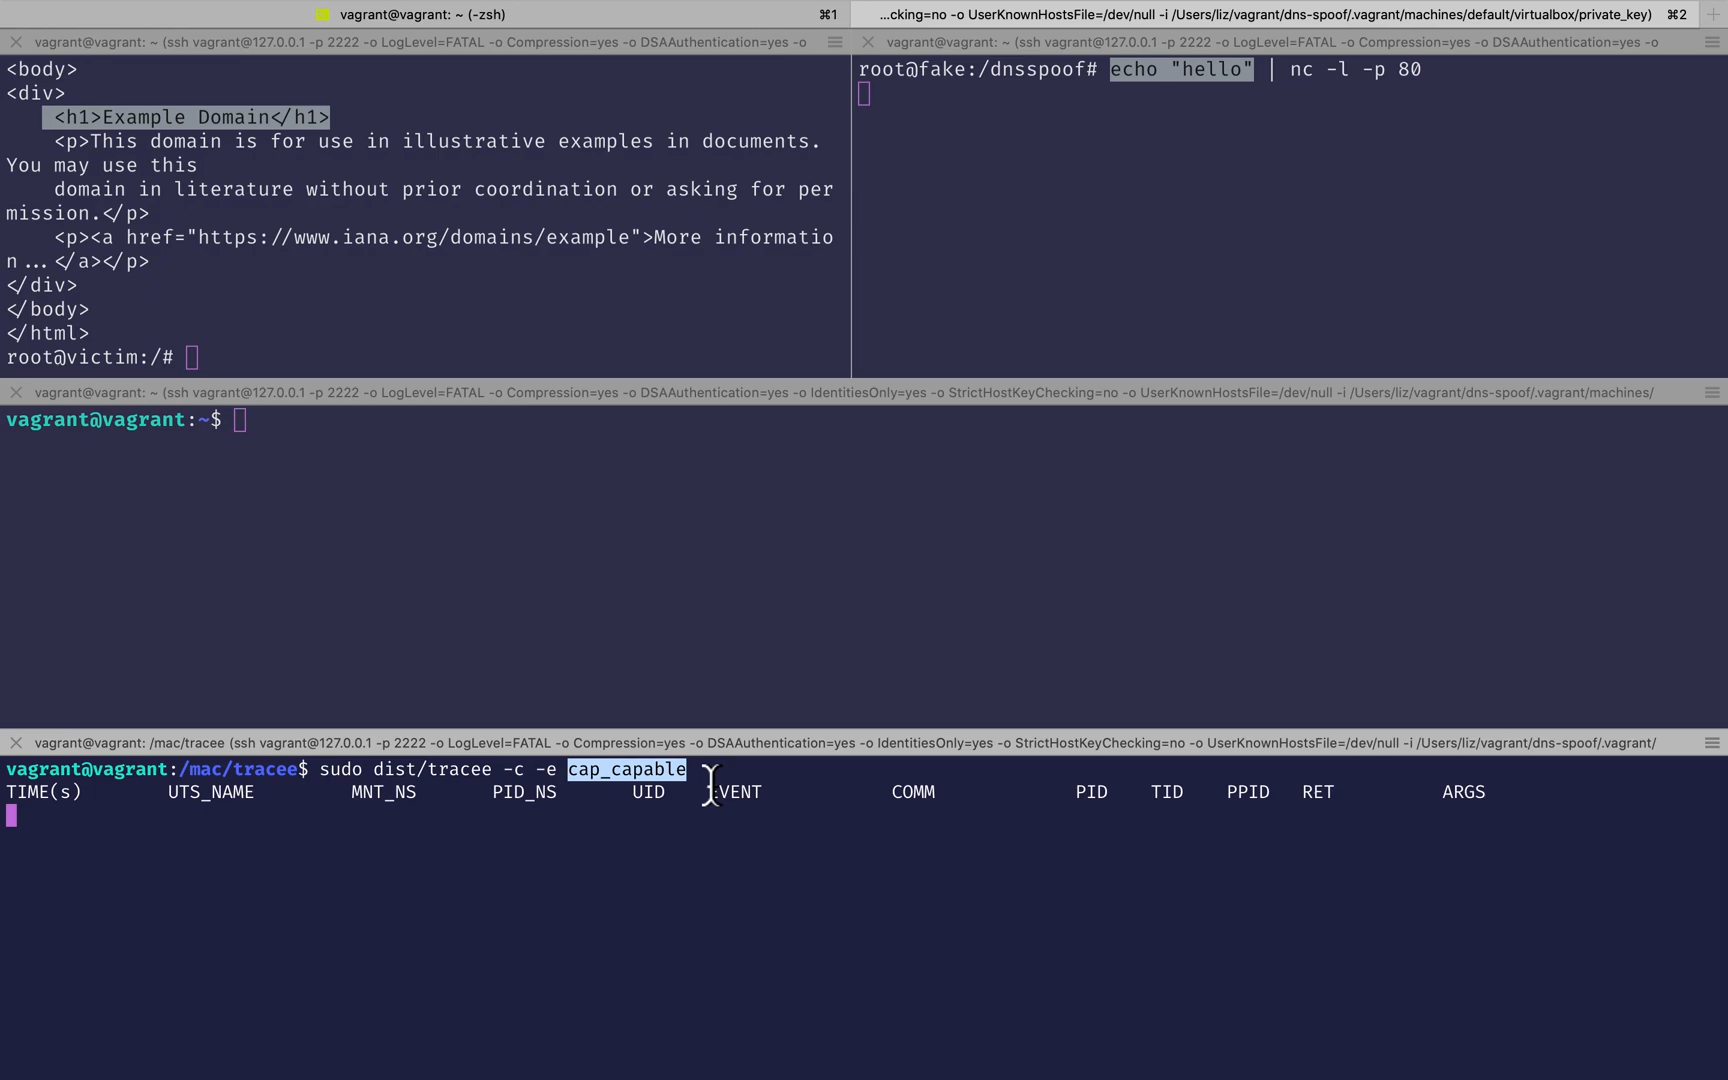 vagrant@vagrant: ~ (-zsh) ⌘1
...cking=no -o UserKnownHostsFile=/dev/null -i /Users/liz/vagrant/dns-spoof/.vagrant/machines/default/virtualbox/private_key) ⌘2
vagrant@vagrant: ~ (ssh vagrant@127.0.0.1 -p 2222 -o LogLevel=FATAL -o Compression=yes -o DSAAuthentication=yes -o
<body>
<div>
    <h1>Example Domain</h1>
    <p>This domain is for use in illustrative examples in documents.
You may use this
    domain in literature without prior coordination or asking for per
mission.</p>
    <p><a href="https://www.iana.org/domains/example">More informatio
n...</a></p>
</div>
</body>
</html>
root@victim:/#
vagrant@vagrant: ~ (ssh vagrant@127.0.0.1 -p 2222 -o LogLevel=FATAL -o Compression=yes -o DSAAuthentication=yes -o
root@fake:/dnsspoof# echo "hello" | nc -l -p 80
vagrant@vagrant: ~ (ssh vagrant@127.0.0.1 -p 2222 -o LogLevel=FATAL -o Compression=yes -o DSAAuthentication=yes -o IdentitiesOnly=yes -o StrictHostKeyChecking=no -o UserKnownHostsFile=/dev/null -i /Users/liz/vagrant/dns-spoof/.vagrant/machines/
vagrant@vagrant:~$
vagrant@vagrant: /mac/tracee (ssh vagrant@127.0.0.1 -p 2222 -o LogLevel=FATAL -o Compression=yes -o DSAAuthentication=yes -o IdentitiesOnly=yes -o StrictHostKeyChecking=no -o UserKnownHostsFile=/dev/null -i /Users/liz/vagrant/dns-spoof/.vagrant/
vagrant@vagrant:/mac/tracee$ sudo dist/tracee -c -e cap_capable
TIME(s) UTS_NAME MNT_NS PID_NS UID EVENT COMM PID TID PPID RET ARGS